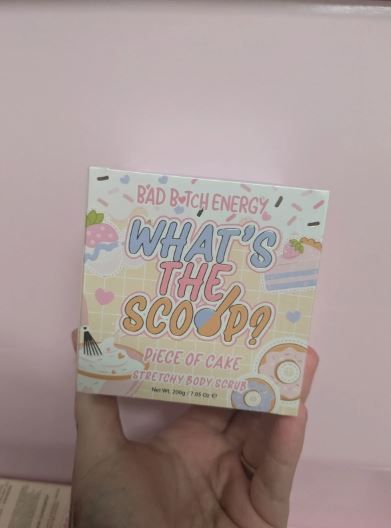 BAD B♥TCH ENERGY
WHAT'S
THE
SCOOP?
PIECE OF CAKE
STRETCHY BODY SCRUB
Net Wt. 200g / 7.05 Oz ℮